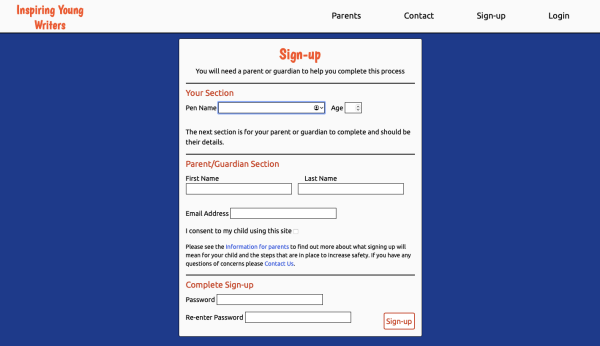 Inspiring Young
Writers
Parents Contact Sign-up Login
Sign-up
You will need a parent or guardian to help you complete this process
Your Section
Pen Name Age
The next section is for your parent or guardian to complete and should be
their details.
Parent/Guardian Section
First Name Last Name
Email Address
I consent to my child using this site
Please see the Information for parents to find out more about what signing up will
mean for your child and the steps that are in place to increase safety. If you have any
questions of concerns please Contact Us.
Complete Sign-up
Password
Re-enter Password
Sign-up